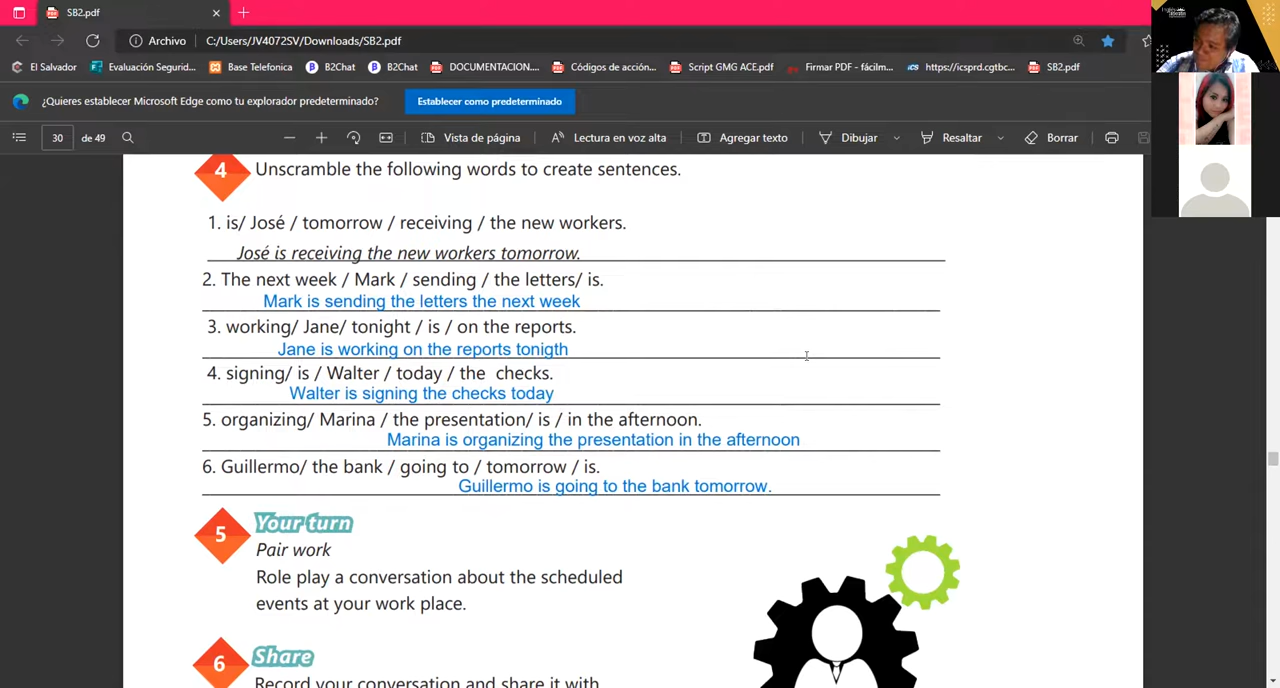 SB2.pdf
Archivo C:/Users/JV4072SV/Downloads/SB2.pdf
El Salvador Evaluación Segurid... Base Telefonica B2Chat B2Chat DOCUMENTACION.... Códigos de acción... Script GMG ACE.pdf Firmar PDF - fácilm... https://icsprd.cgtbc... SB2.pdf
¿Quieres establecer Microsoft Edge como tu explorador predeterminado? Establecer como predeterminado
30 de 49 Vista de página Lectura en voz alta Agregar texto Dibujar Resaltar Borrar
4 Unscramble the following words to create sentences.
1. is/ José / tomorrow / receiving / the new workers.
José is receiving the new workers tomorrow.
2. The next week / Mark / sending / the letters/ is.
Mark is sending the letters the next week
3. working/ Jane/ tonight / is / on the reports.
Jane is working on the reports tonigth
4. signing/ is / Walter / today / the checks.
Walter is signing the checks today
5. organizing/ Marina / the presentation/ is / in the afternoon.
Marina is organizing the presentation in the afternoon
6. Guillermo/ the bank / going to / tomorrow / is.
Guillermo is going to the bank tomorrow.
5 Your turn
Pair work
Role play a conversation about the scheduled
events at your work place.
6 Share
Record your conversation and share it with